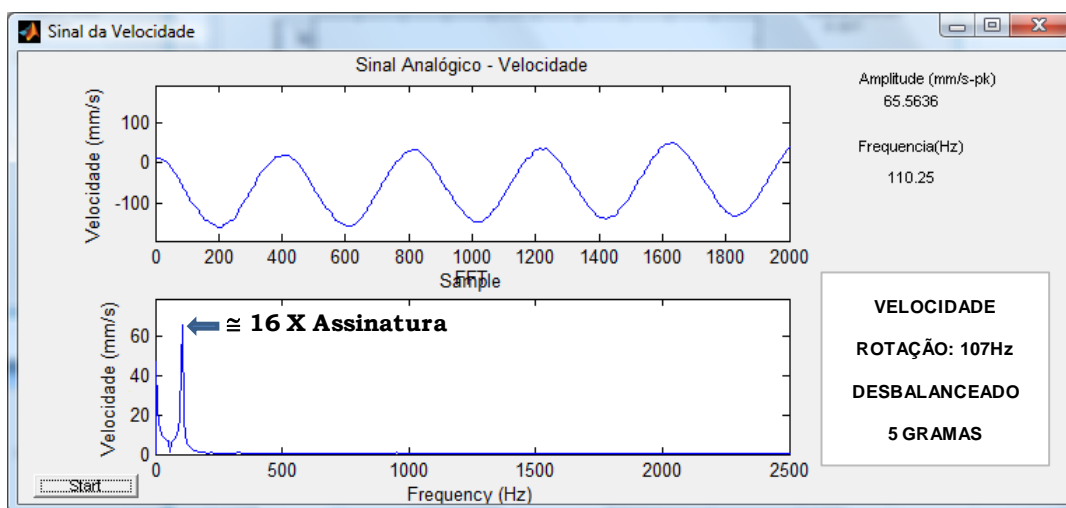 Sinal da Velocidade
Sinal Analógico - Velocidade
Velocidade (mm/s)
100
0
-100
0 200 400 600 800 1000 1200 1400 1600 1800 2000
Sample
FFT
Velocidade (mm/s)
60
40
20
0
≅ 16 X Assinatura
0 500 1000 1500 2000 2500
Frequency (Hz)
Start
Amplitude (mm/s-pk)
65.5636
Frequencia(Hz)
110.25
VELOCIDADE
ROTAÇÃO: 107Hz
DESBALANCEADO
5 GRAMAS